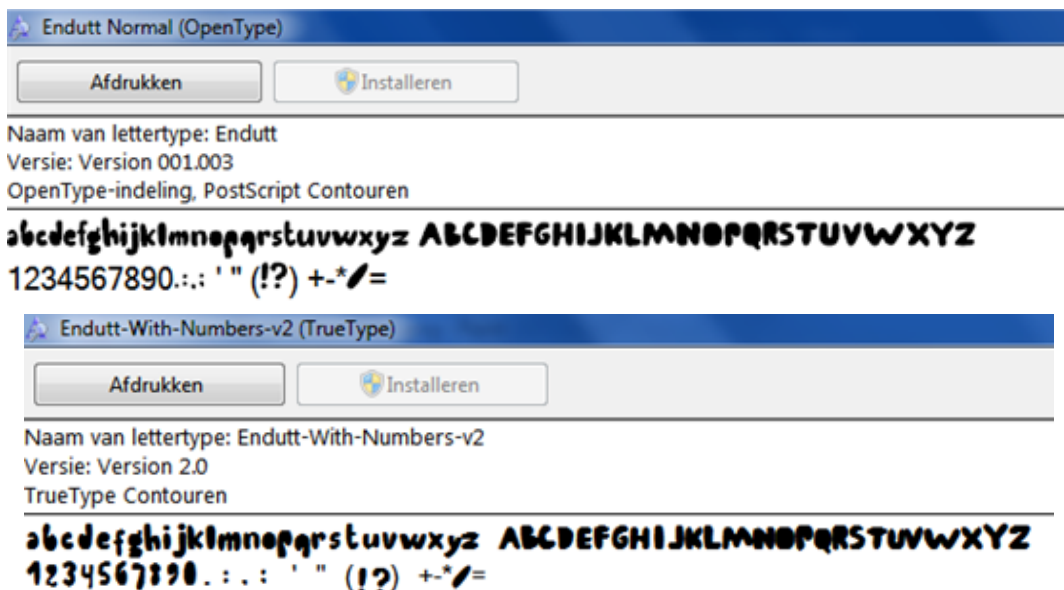 Endutt Normal (OpenType)
Afdrukken Installeren
Naam van lettertype: Endutt
Versie: Version 001.003
OpenType-indeling, PostScript Contouren
abcdefghijklmnopqrstuvwxyz ABCDEFGHIJKLMNOPQRSTUVWXYZ
1234567890.:.: ' " (!?) +-*/=
Endutt-With-Numbers-v2 (TrueType)
Afdrukken Installeren
Naam van lettertype: Endutt-With-Numbers-v2
Versie: Version 2.0
TrueType Contouren
abcdefghijklmnopqrstuvwxyz ABCDEFGHIJKLMNOPQRSTUVWXYZ
1234567890.:.: ' " (!?) +-*/=